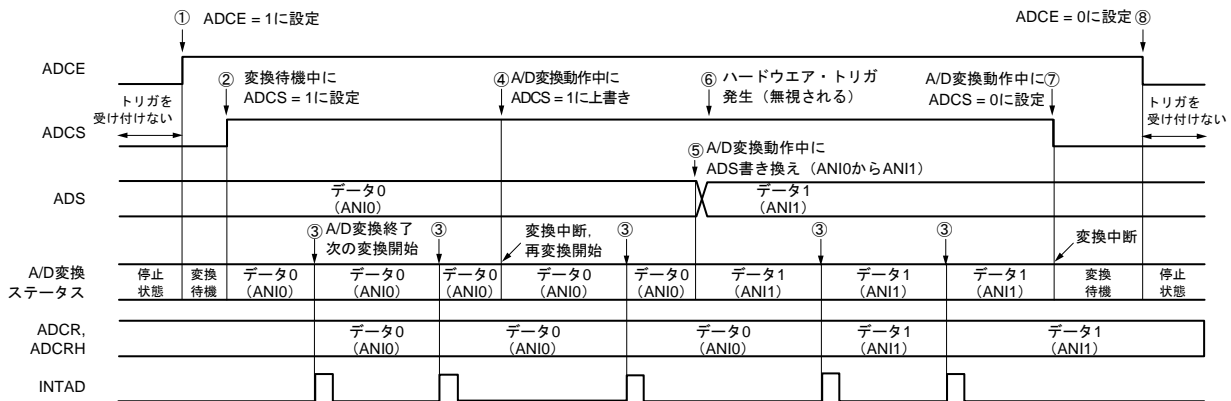 ① ADCE = 1に設定
ADCE = 0に設定 ⑧
ADCE
② 変換待機中に
ADCS = 1に設定
④ A/D変換動作中に
ADCS = 1に上書き
⑥ ハードウエア・トリガ
発生（無視される）
A/D変換動作中に ⑦
ADCS = 0に設定
トリガを
受け付けない
トリガを
受け付けない
ADCS
⑤ A/D変換動作中に
ADS書き換え（ANI0からANI1）
ADS
データ0
(ANI0)
データ1
(ANI1)
③ A/D変換終了
次の変換開始
③
変換中断,
再変換開始
③
③
③
変換中断
A/D変換
ステータス
停止
状態
変換
待機
データ0
(ANI0)
データ0
(ANI0)
データ0
(ANI0)
データ0
(ANI0)
データ0
(ANI0)
データ1
(ANI1)
データ1
(ANI1)
データ1
(ANI1)
変換
待機
停止
状態
ADCR,
ADCRH
データ0
(ANI0)
データ0
(ANI0)
データ0
(ANI0)
データ1
(ANI1)
データ1
(ANI1)
INTAD